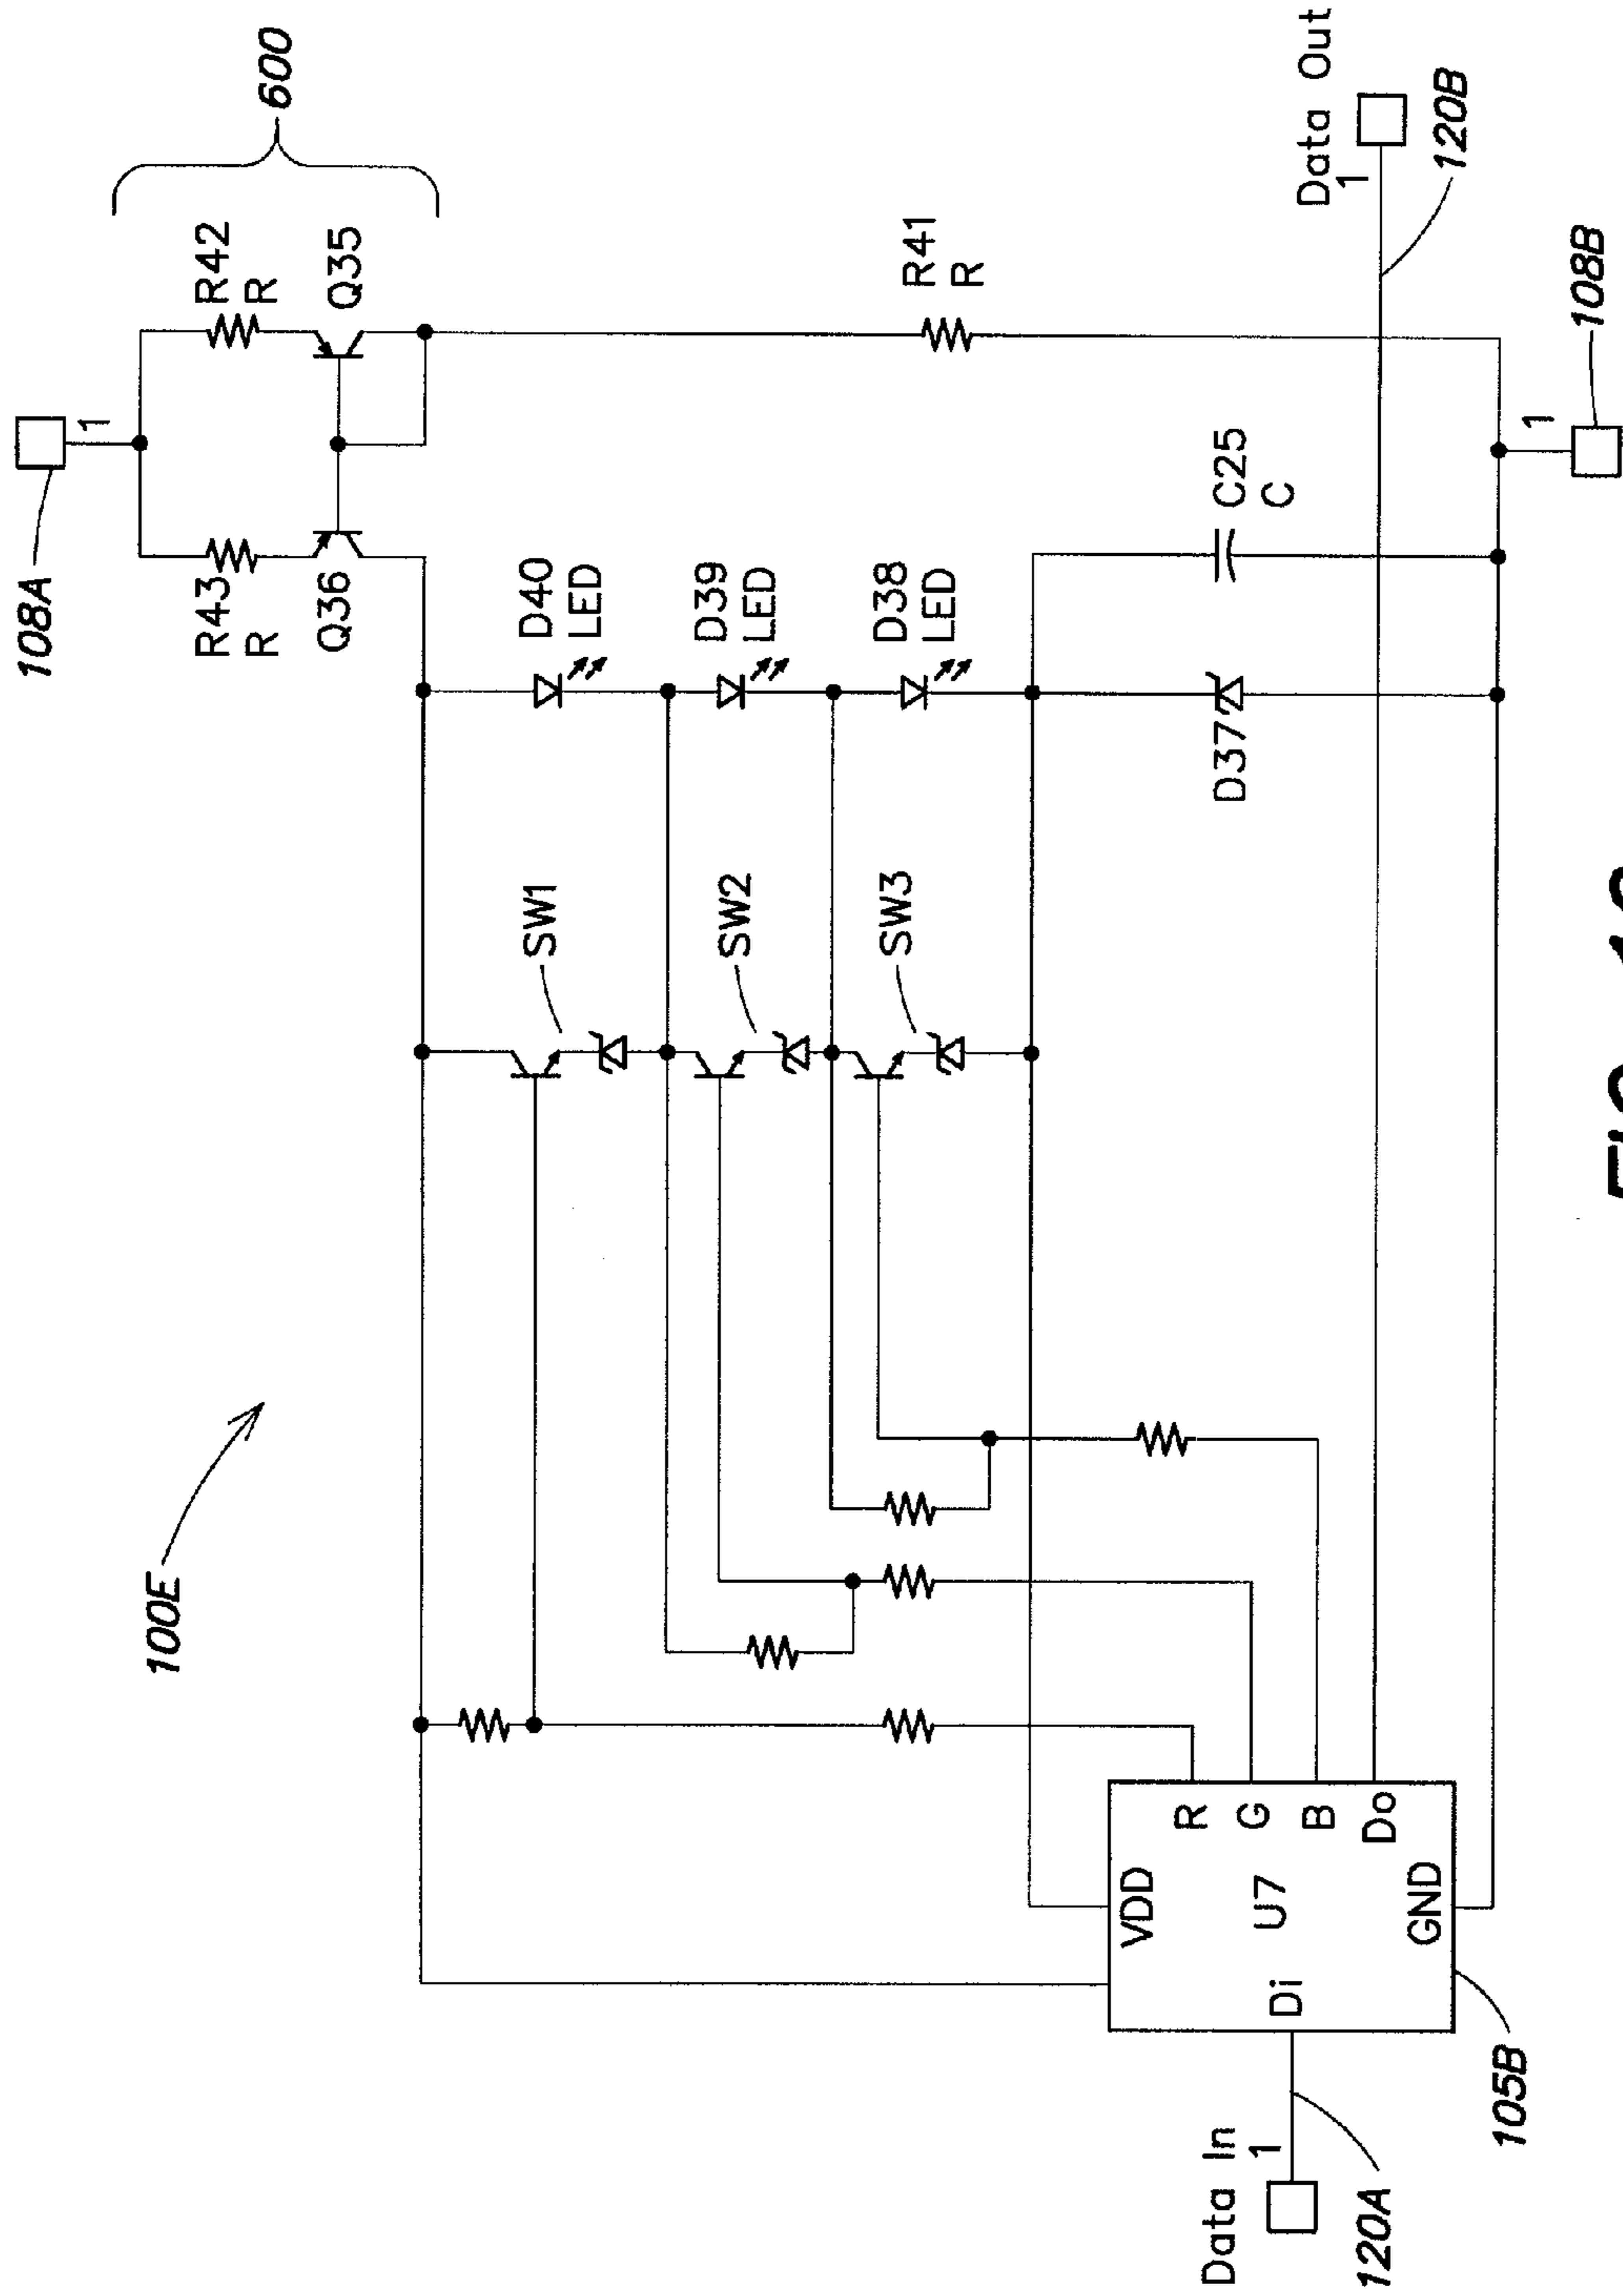 100E
108A
1
600
R43
R
R42
R
Q36
Q35
D40
LED
SW1
D39
LED
SW2
D38
LED
SW3
R41
R
C25
C
D37
VDD
R
G
B
Do
U7
Di
GND
Data In
1
120A
105B
Data Out
1
120B
1
108B